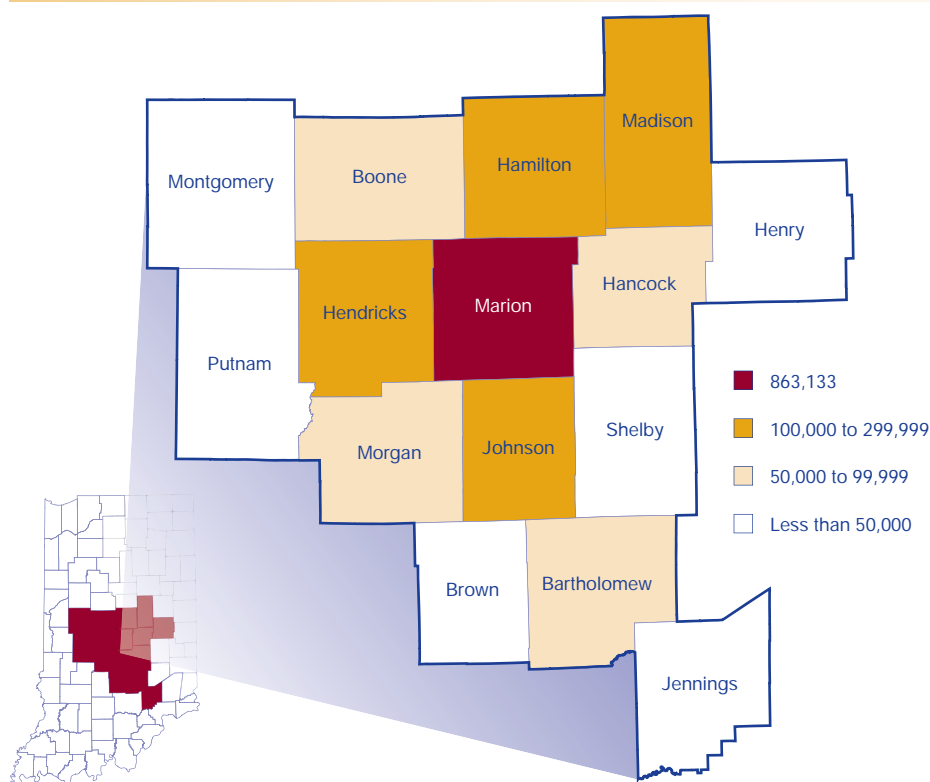 Madison
Hamilton
Boone
Montgomery
Henry
Hancock
Marion
Hendricks
Putnam
Shelby
Johnson
Morgan
Brown
Bartholomew
Jennings
863,133
100,000 to 299,999
50,000 to 99,999
Less than 50,000